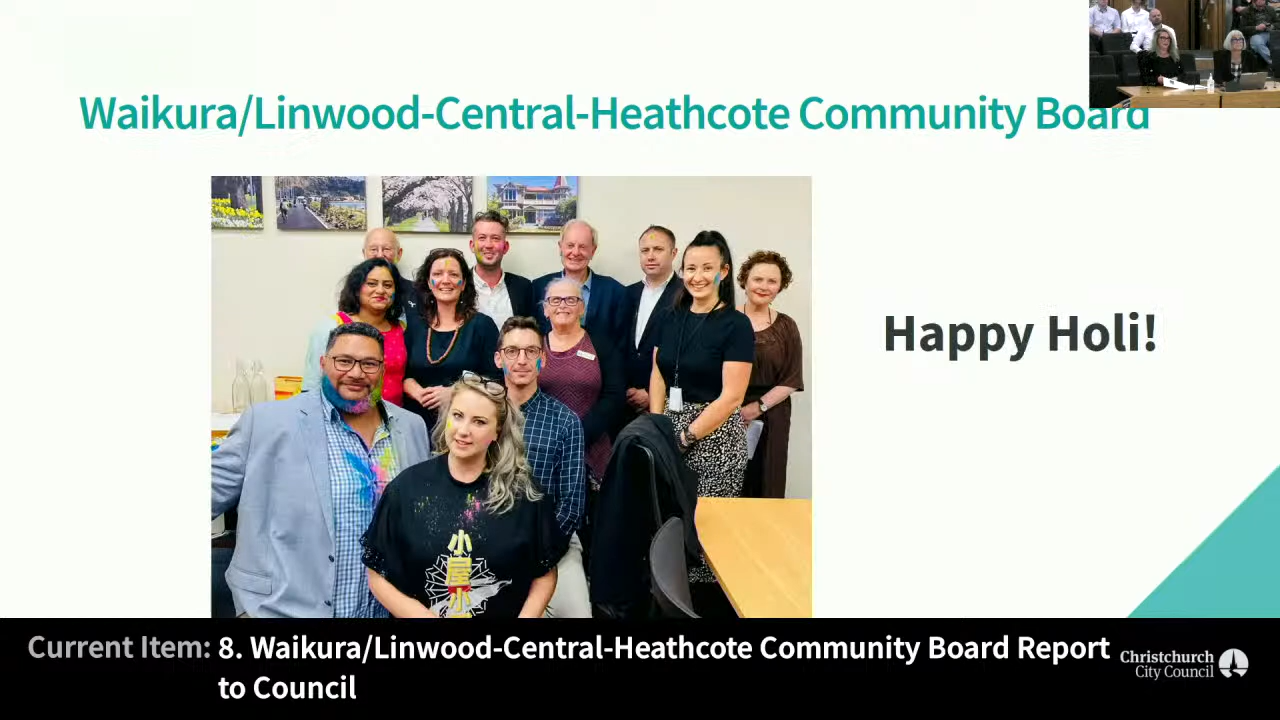 Waikura/Linwood-Central-Heathcote Community Board
Happy Holi!
小
屋
小
Current Item: 8. Waikura/Linwood-Central-Heathcote Community Board Report
to Council
Christchurch
City Council